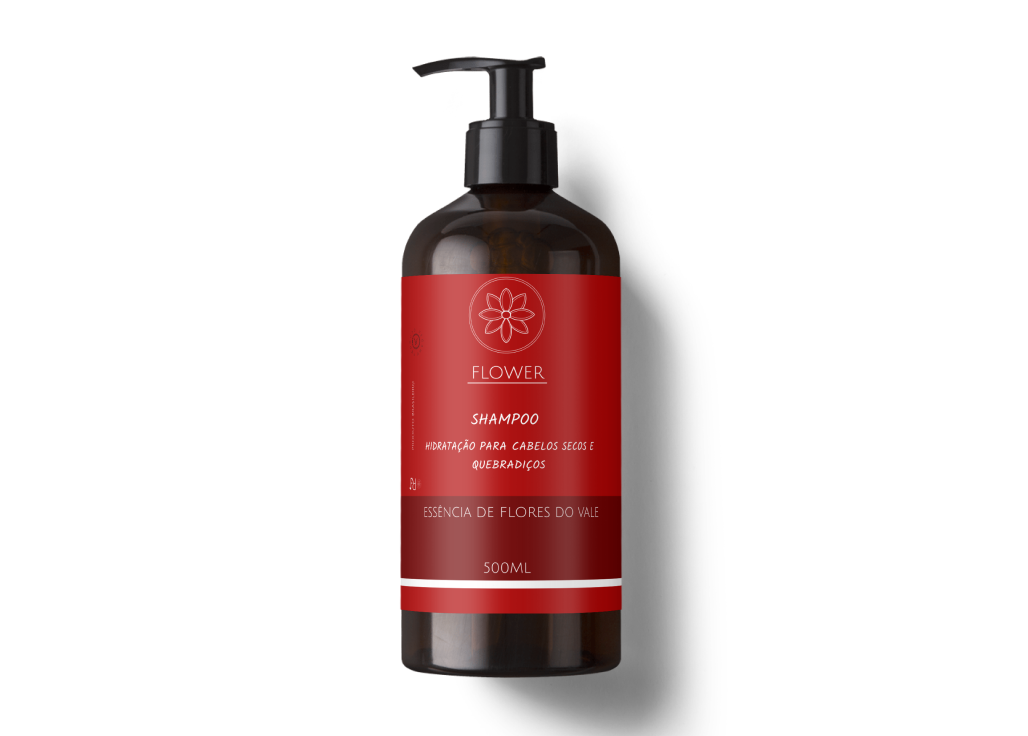 FLOWER
SHAMPOO
HIDRATAÇÃO PARA CABELOS SECOS E
QUEBRADIÇOS
ESSÊNCIA DE FLORES DO VALE
500ML